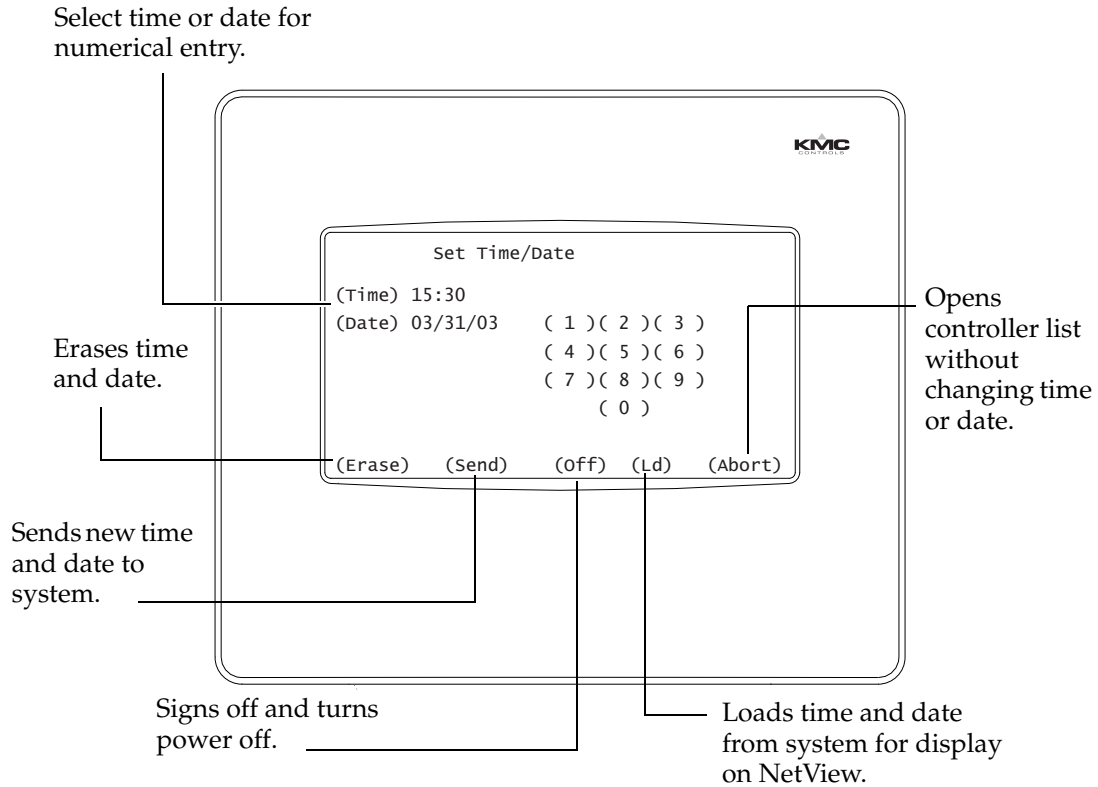 Select time or date for
numerical entry.
KMC
CONTROLS
Set Time/Date
(Time) 15:30
(Date) 03/31/03
( 1 )( 2 )( 3 )
( 4 )( 5 )( 6 )
( 7 )( 8 )( 9 )
( 0 )
(Erase) (Send) (Off) (Ld) (Abort)
Opens
controller list
without
changing time
or date.
Erases time
and date.
Sends new time
and date to
system.
Signs off and turns
power off.
Loads time and date
from system for display
on NetView.